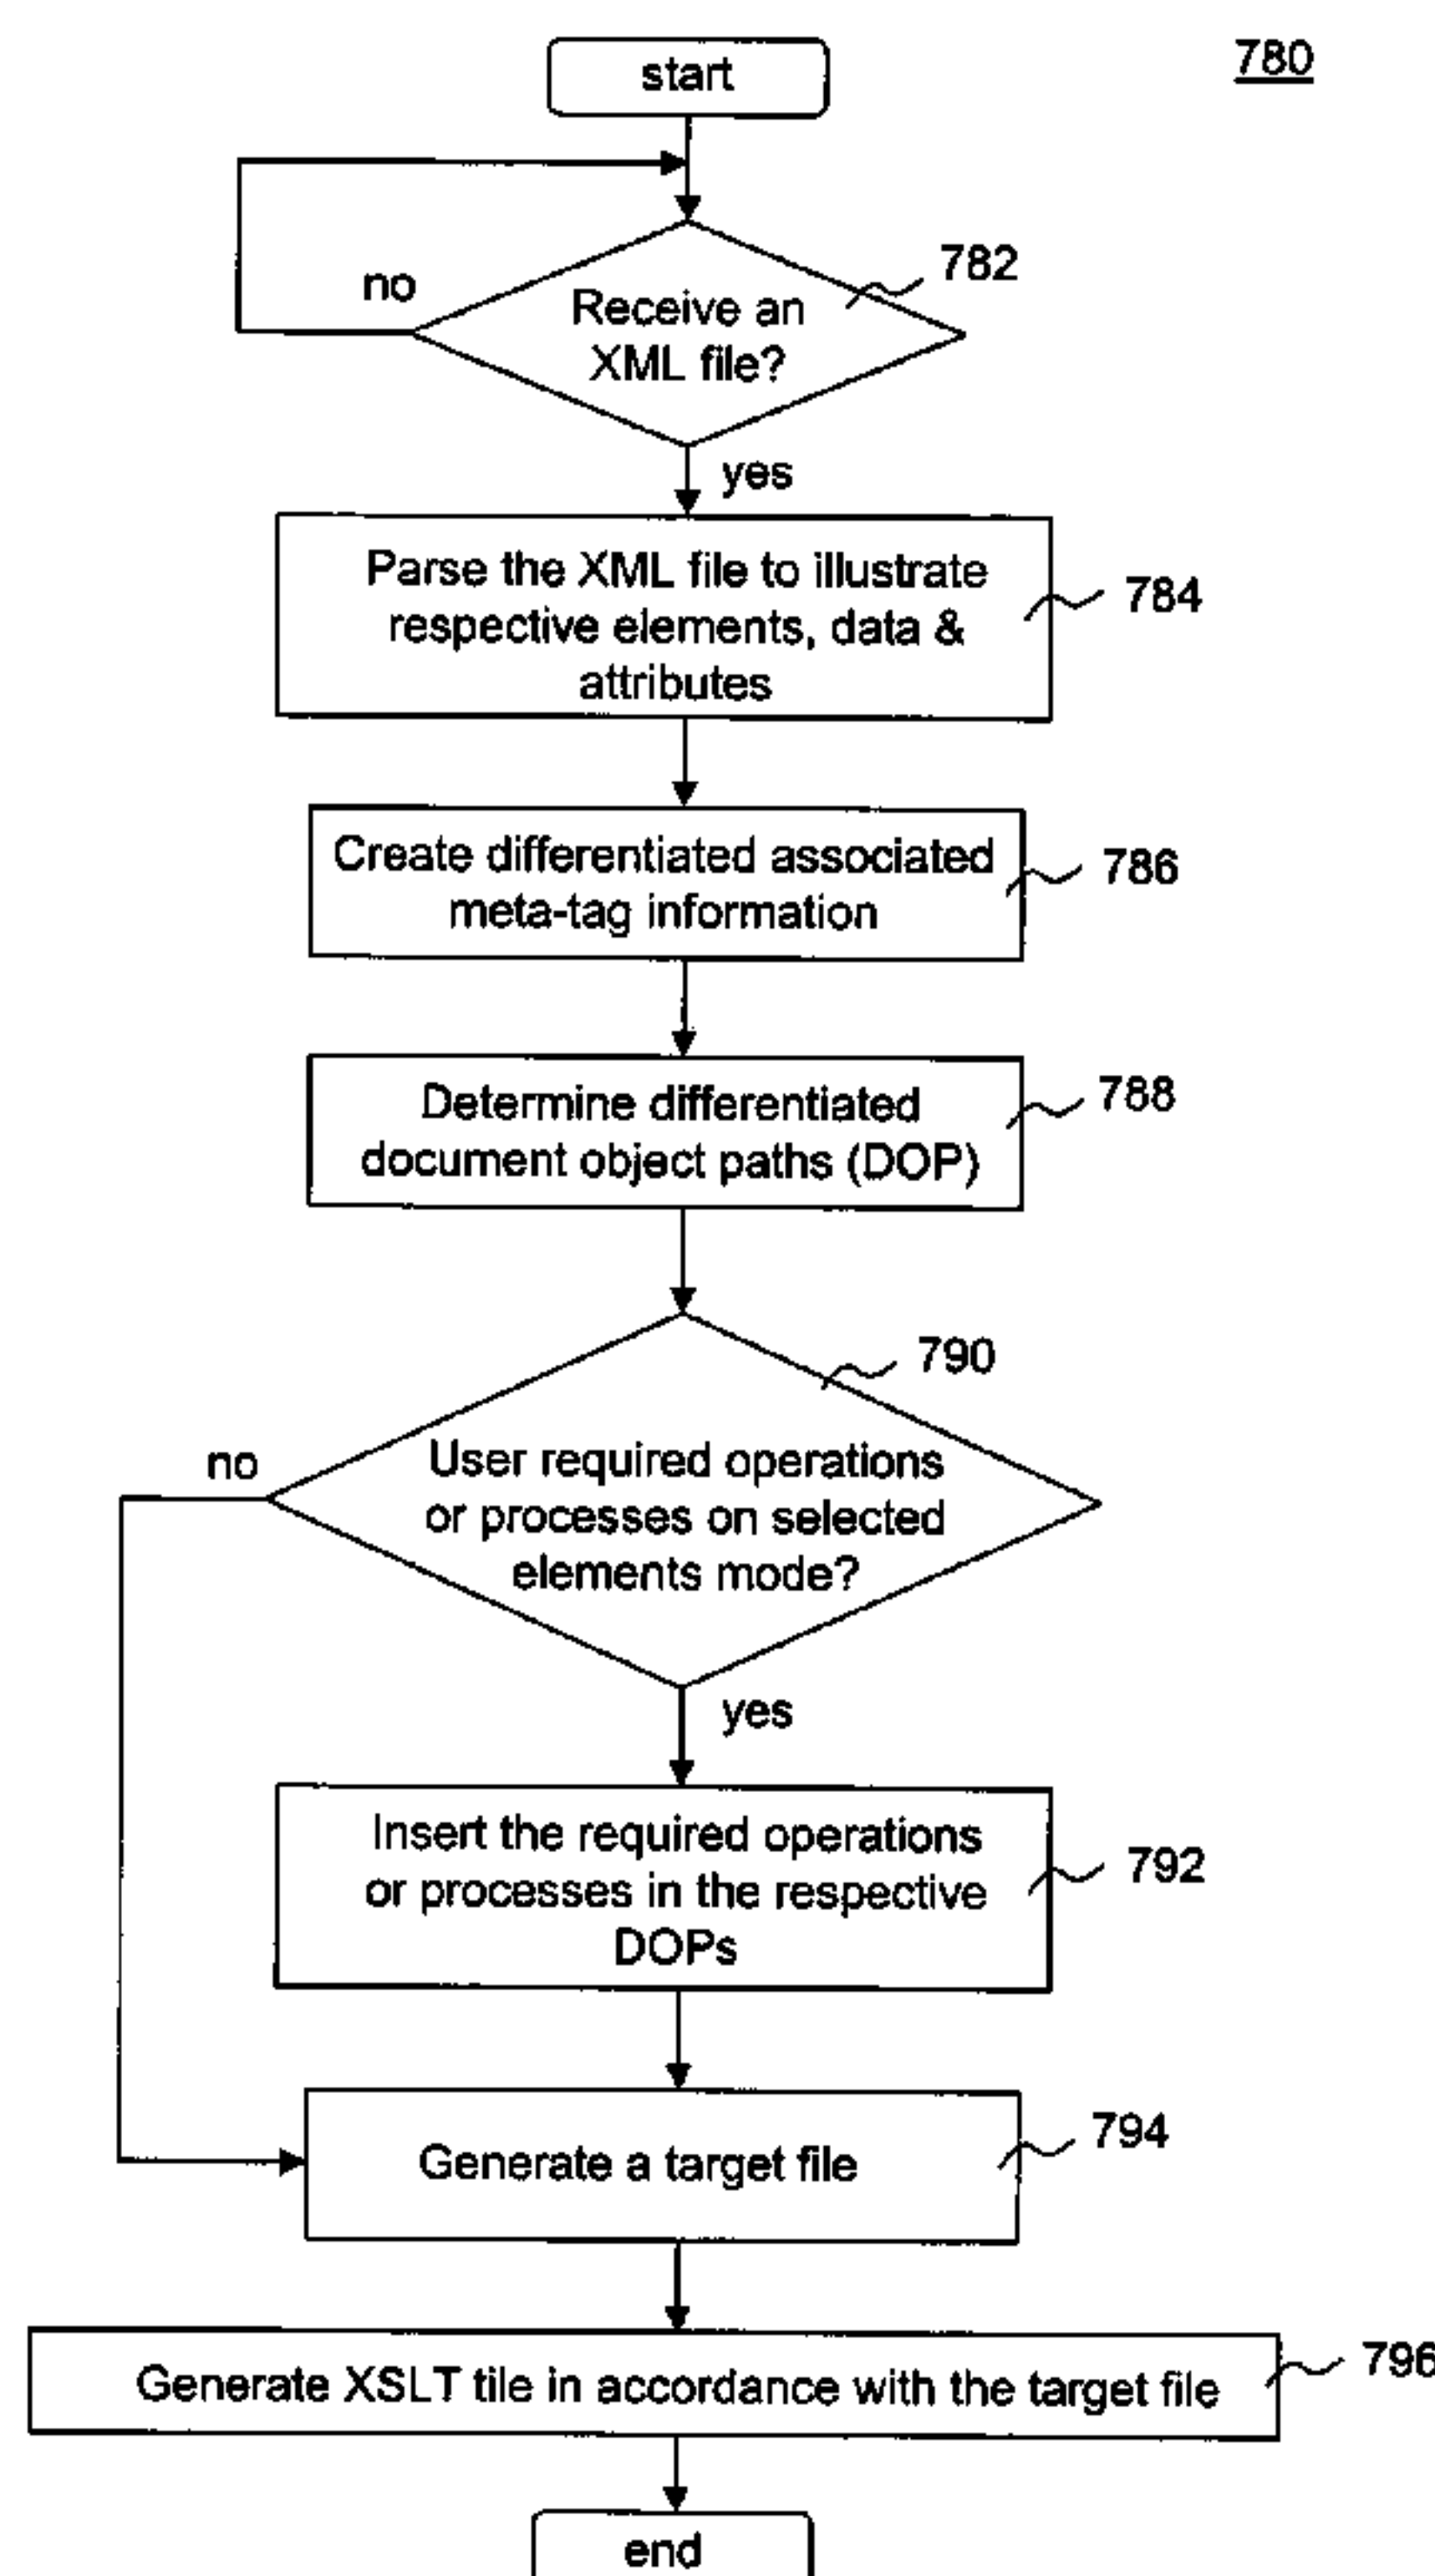 780
start
no
782
Receive an
XML file?
yes
Parse the XML file to illustrate
respective elements, data &
attributes
784
Create differentiated associated
meta-tag information
786
Determine differentiated
document object paths (DOP)
788
790
no
User required operations
or processes on selected
elements mode?
yes
Insert the required operations
or processes in the respective
DOPs
792
Generate a target file
794
Generate XSLT tile in accordance with the target file
796
end